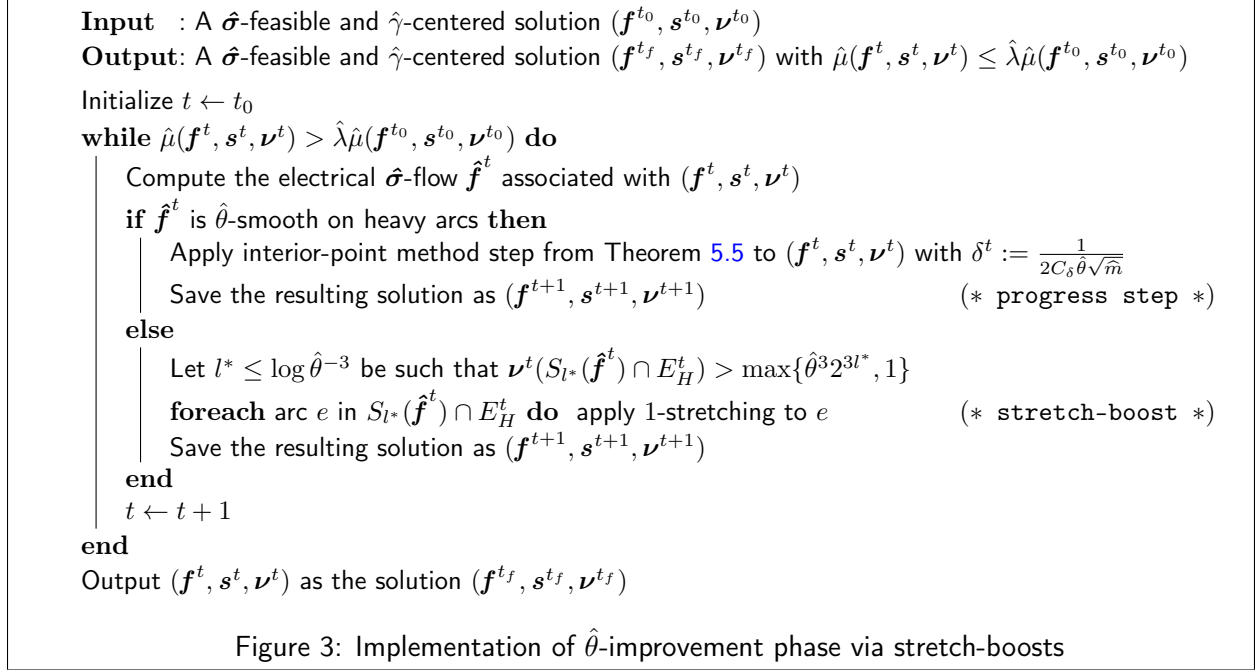 Input : A σ̂-feasible and γ̂-centered solution (f^{t_0}, s^{t_0}, ν^{t_0})
Output: A σ̂-feasible and γ̂-centered solution (f^{t_f}, s^{t_f}, ν^{t_f}) with μ̂(f^t, s^t, ν^t) ≤ λ̂μ̂(f^{t_0}, s^{t_0}, ν^{t_0})
Initialize t ← t_0
while μ̂(f^t, s^t, ν^t) > λ̂μ̂(f^{t_0}, s^{t_0}, ν^{t_0}) do
Compute the electrical σ̂-flow f̂^t associated with (f^t, s^t, ν^t)
if f̂^t is θ̂-smooth on heavy arcs then
Apply interior-point method step from Theorem 5.5 to (f^t, s^t, ν^t) with δ^t := \frac{1}{2C_δ θ̂ \sqrt{\widehat{m}}}
Save the resulting solution as (f^{t+1}, s^{t+1}, ν^{t+1}) (∗ progress step ∗)
else
Let l* ≤ log θ̂^{−3} be such that ν^t(S_{l*}(f̂^t) ∩ E_H^t) > max{θ̂^3 2^{3l*}, 1}
foreach arc e in S_{l*}(f̂^t) ∩ E_H^t do apply 1-stretching to e (∗ stretch-boost ∗)
Save the resulting solution as (f^{t+1}, s^{t+1}, ν^{t+1})
end
t ← t + 1
end
Output (f^t, s^t, ν^t) as the solution (f^{t_f}, s^{t_f}, ν^{t_f})
Figure 3: Implementation of θ̂-improvement phase via stretch-boosts